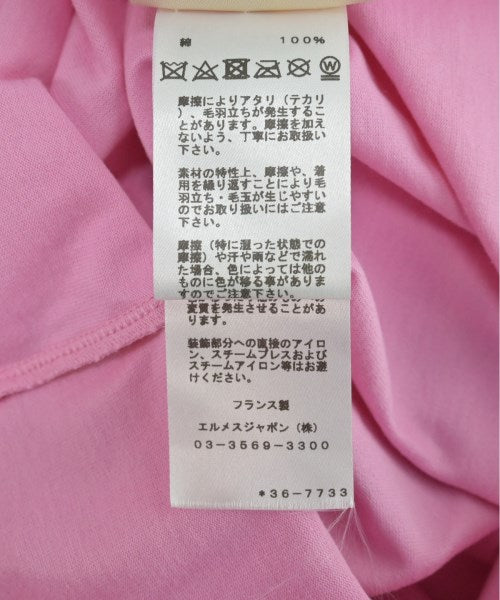 綿 100%
W
摩擦によりアタリ（テカリ
）、毛羽立ちが発生するこ
とがあります。摩擦を加え
ないよう、丁寧にお取扱い
下さい。
素材の特性上、摩擦や、着
用を繰り返すことにより毛
羽立ち・毛玉が生じやすい
のでお取り扱いにはご注意
下さい。
摩擦（特に湿った状態での
摩擦）や汗や雨などで濡れ
た場合、色によっては他の
ものに色が移る事がありま
すのでご注意下さい。
変質を発生させることがあ
ります。
装飾部分への直接のアイロ
ン、スチームプレスおよび
スチームアイロン等はお避
けください。
フランス製
エルメスジャポン（株）
03-3569-3300
*36-7733